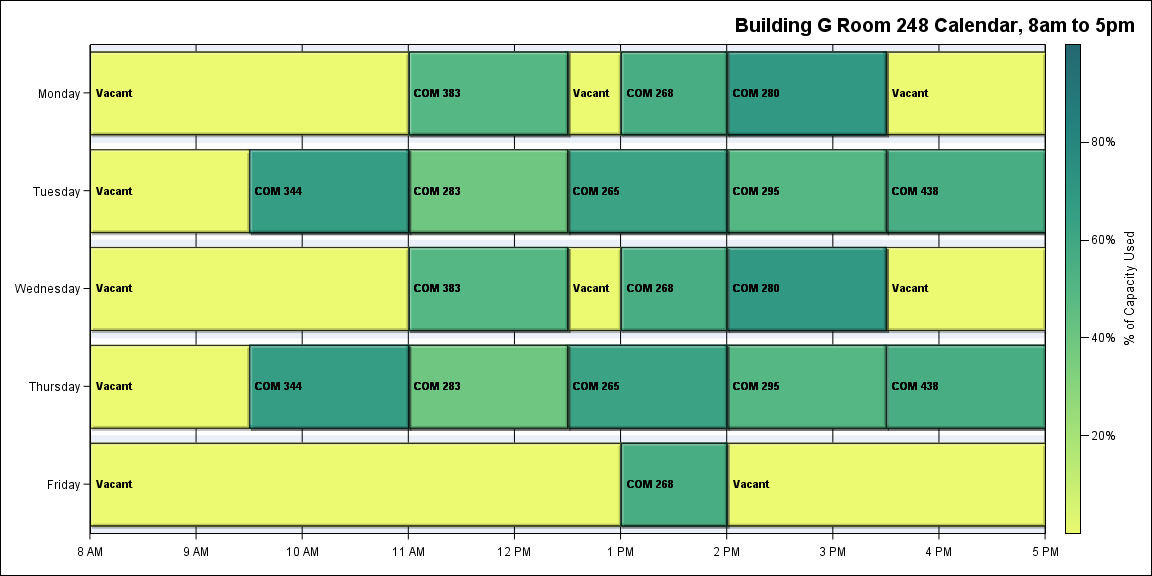 Building G Room 248 Calendar, 8am to 5pm
Monday Vacant COM 383 Vacant COM 268 COM 280 Vacant
Tuesday Vacant COM 344 COM 283 COM 265 COM 295 COM 438
Wednesday Vacant COM 383 Vacant COM 268 COM 280 Vacant
Thursday Vacant COM 344 COM 283 COM 265 COM 295 COM 438
Friday Vacant COM 268 Vacant
8 AM 9 AM 10 AM 11 AM 12 PM 1 PM 2 PM 3 PM 4 PM 5 PM
80%
60%
40%
20%
% of Capacity Used